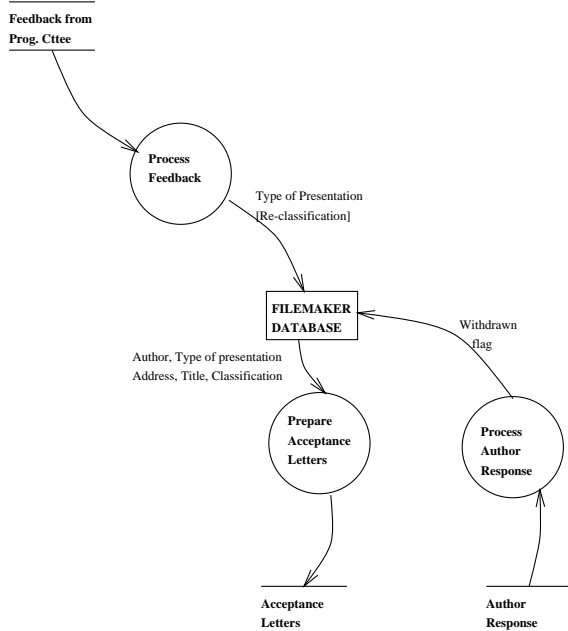 Feedback from
Prog. Cttee
Process
Feedback
Type of Presentation
[Re-classification]
FILEMAKER
DATABASE
Withdrawn
flag
Author, Type of presentation
Address, Title, Classification
Prepare
Acceptance
Letters
Process
Author
Response
Acceptance
Letters
Author
Response